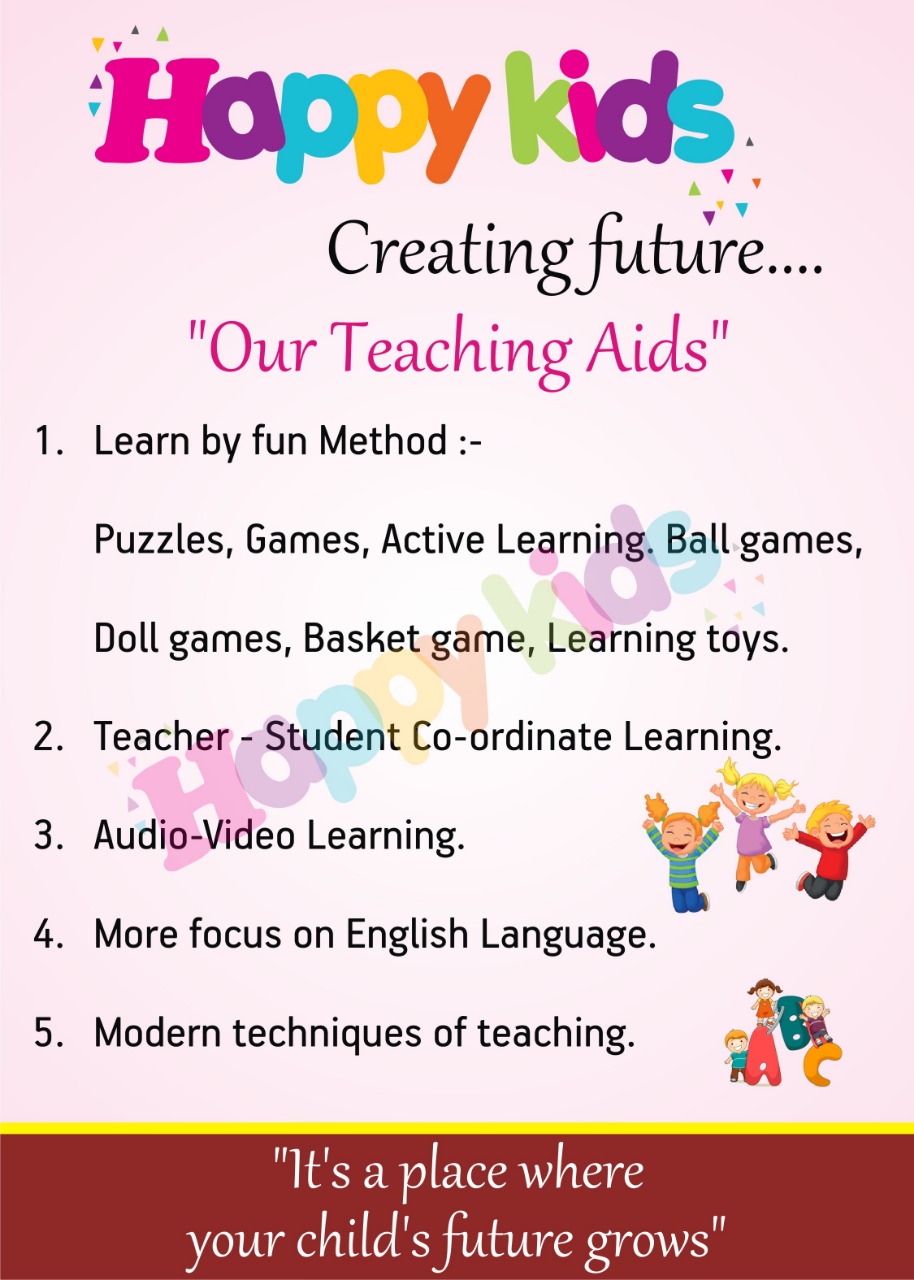 Happy kids
Creating future....
"Our Teaching Aids"
1. Learn by fun Method :-
Puzzles, Games, Active Learning. Ball games,
Doll games, Basket game, Learning toys.
2. Teacher - Student Co-ordinate Learning.
3. Audio-Video Learning.
4. More focus on English Language.
5. Modern techniques of teaching.
Happy kids
A B C
"It's a place where
your child's future grows"